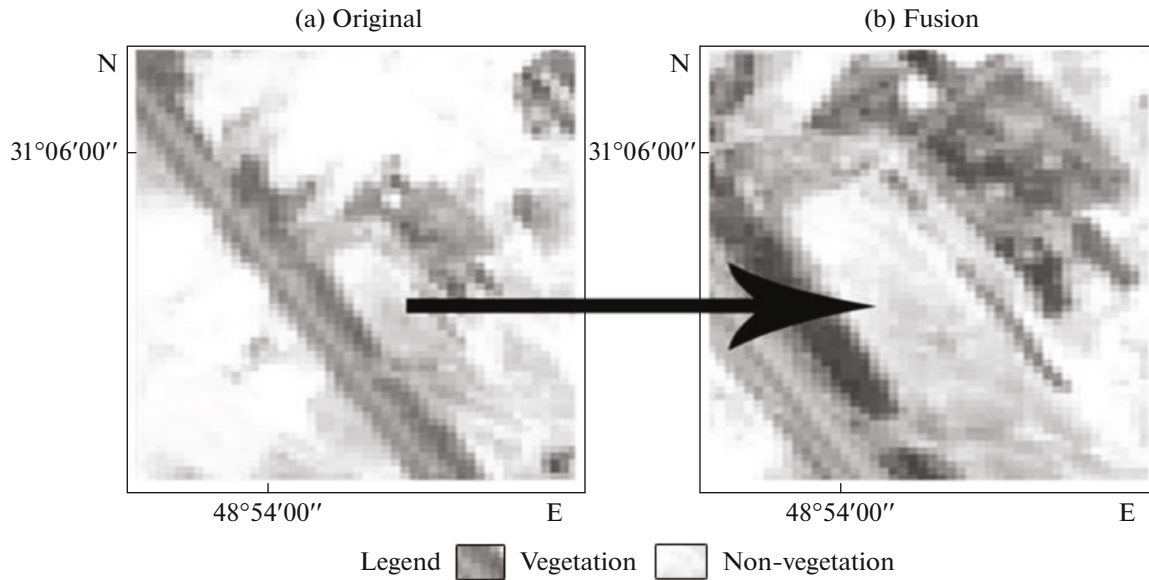 (a) Original
(b) Fusion
N
N
31°06′00′′
31°06′00′′
48°54′00′′
E
48°54′00′′
E
Legend Vegetation Non-vegetation